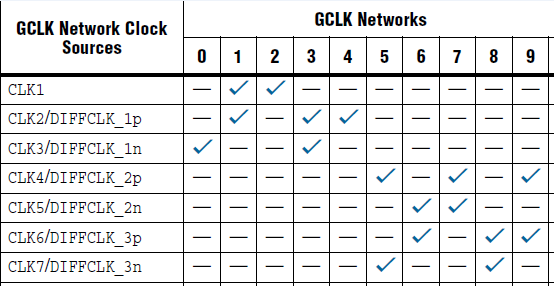 GCLK Network Clock Sources GCLK Networks
0 1 2 3 4 5 6 7 8 9
CLK1 — ✓ ✓ — — — — — — —
CLK2/DIFFCLK_1p — ✓ — ✓ ✓ — — — — —
CLK3/DIFFCLK_1n ✓ — — ✓ — — — — — —
CLK4/DIFFCLK_2p — — — — — ✓ — ✓ — ✓
CLK5/DIFFCLK_2n — — — — — — ✓ ✓ — —
CLK6/DIFFCLK_3p — — — — — — ✓ — ✓ ✓
CLK7/DIFFCLK_3n — — — — — ✓ — — ✓ —